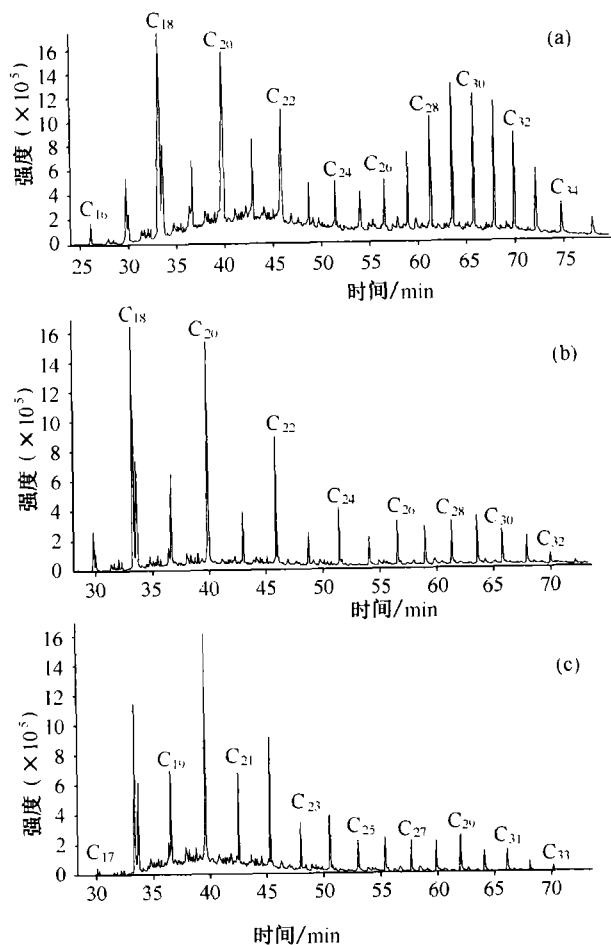 (a)
强度 (×10⁵)
16
14
12
10
8
6
4
2
0
C₁₆
C₁₈
C₂₀
C₂₂
C₂₄
C₂₆
C₂₈
C₃₀
C₃₂
C₃₄
25 30 35 40 45 50 55 60 65 70 75
时间/min
(b)
强度 (×10⁵)
16
14
12
10
8
6
4
2
0
C₁₈
C₂₀
C₂₂
C₂₄
C₂₆
C₂₈
C₃₀
C₃₂
30 35 40 45 50 55 60 65 70
时间/min
(c)
强度 (×10⁵)
16
14
12
10
8
6
4
2
0
C₁₇
C₁₉
C₂₁
C₂₃
C₂₅
C₂₇
C₂₉
C₃₁
C₃₃
30 35 40 45 50 55 60 65 70
时间/min